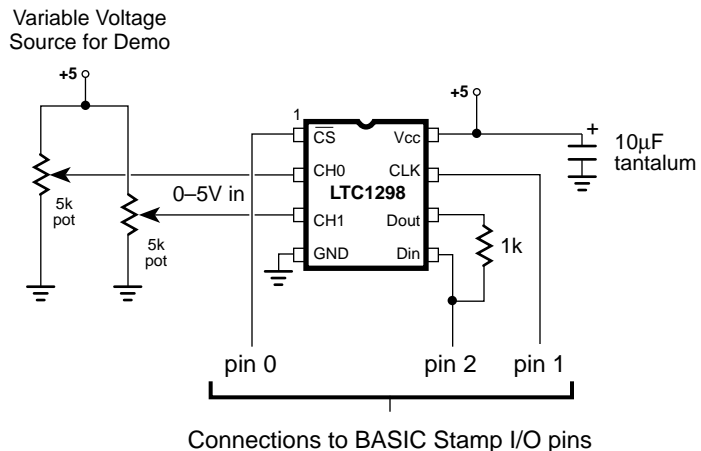 Variable Voltage
Source for Demo
+5
5k
pot
5k
pot
0–5V in
1
CS
CH0
CH1
GND
LTC1298
Vcc
CLK
Dout
Din
+5
+
10µF
tantalum
1k
pin 0
pin 2
pin 1
Connections to BASIC Stamp I/O pins